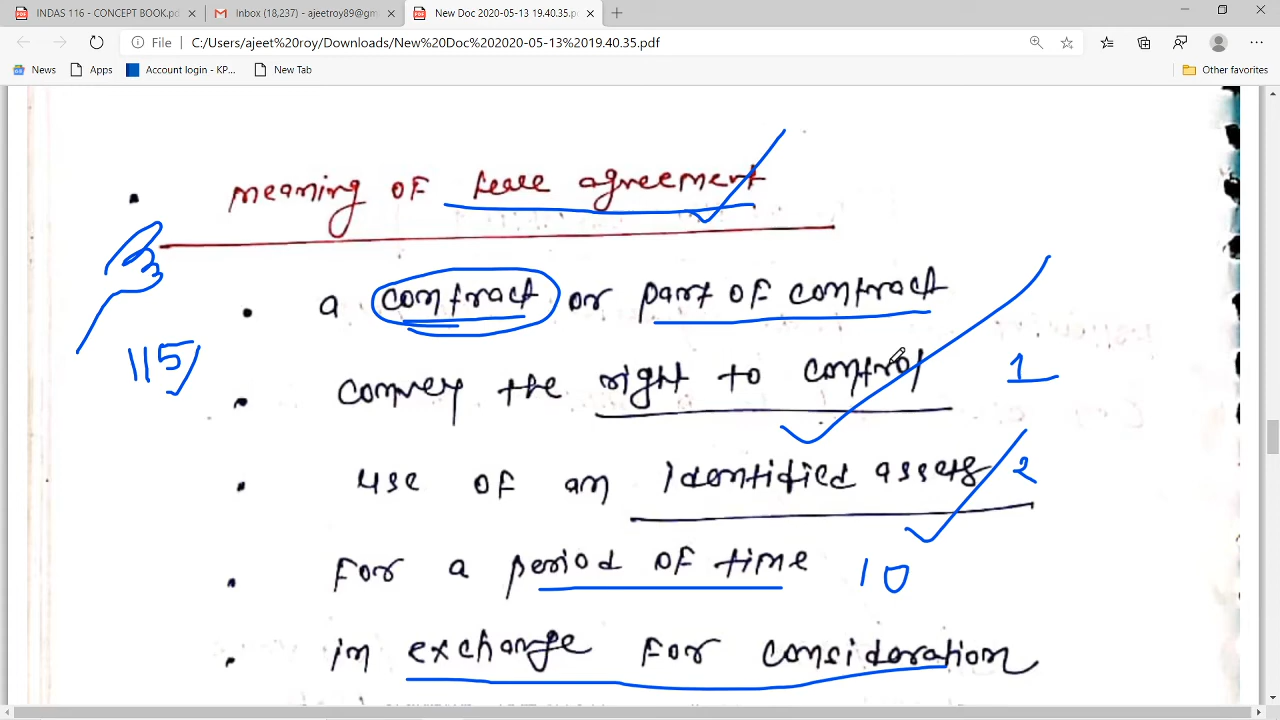 INDAS 116 - CONCEPT BOOK.pd
Inbox (18,237) - ajeetroy89@gm
New Doc 2020-05-13 19.40.35.p
File
C:/Users/ajeet%20roy/Downloads/New%20Doc%202020-05-13%2019.40.35.pdf
News
Apps
Account login - KP...
New Tab
Other favorites
• meaning of lease agreement
• a contract or part of contract
115
• convey the right to control 1
• use of an identified assets 2
• for a period of time 10
• in exchange for consideration